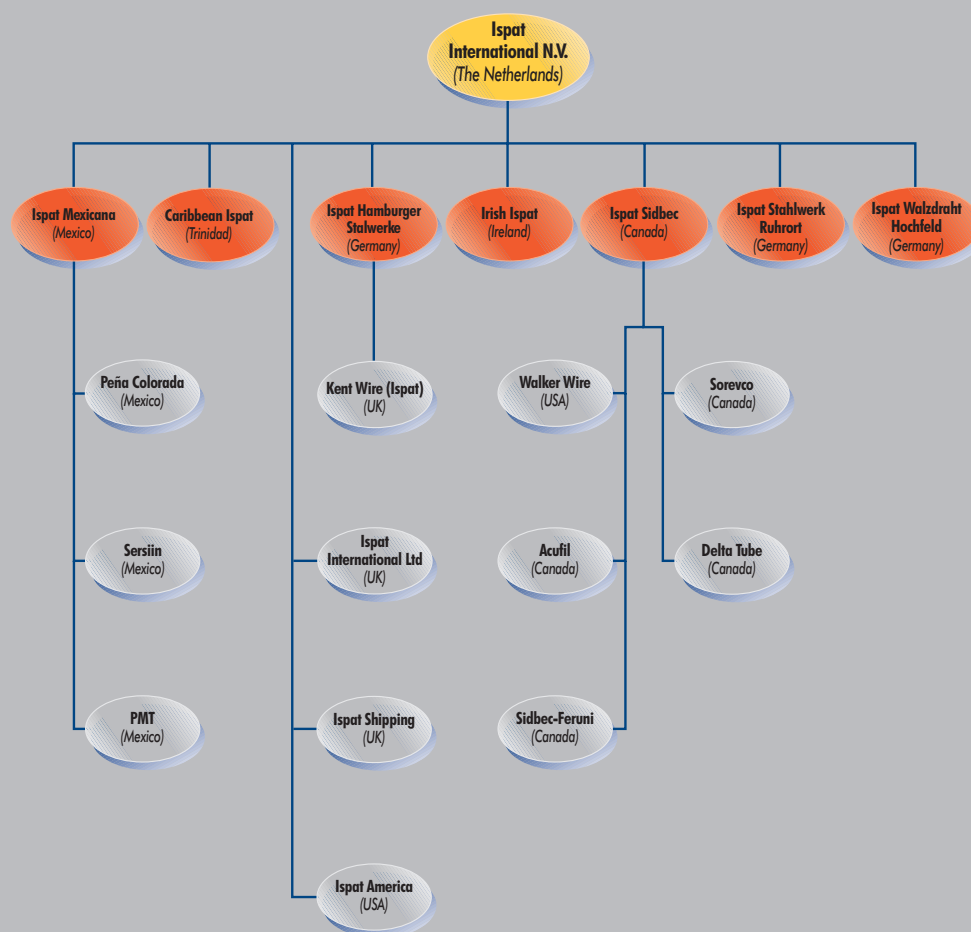 Ispat
International N.V.
(The Netherlands)
Ispat Mexicana
(Mexico)
Caribbean Ispat
(Trinidad)
Ispat Hamburger
Stalwerke
(Germany)
Irish Ispat
(Ireland)
Ispat Sidbec
(Canada)
Ispat Stahlwerk
Ruhrort
(Germany)
Ispat Walzdraht
Hochfeld
(Germany)
Peña Colorada
(Mexico)
Kent Wire (Ispat)
(UK)
Walker Wire
(USA)
Sorevco
(Canada)
Sersiin
(Mexico)
Ispat
International Ltd
(UK)
Acufil
(Canada)
Delta Tube
(Canada)
PMT
(Mexico)
Ispat Shipping
(UK)
Sidbec-Feruni
(Canada)
Ispat America
(USA)